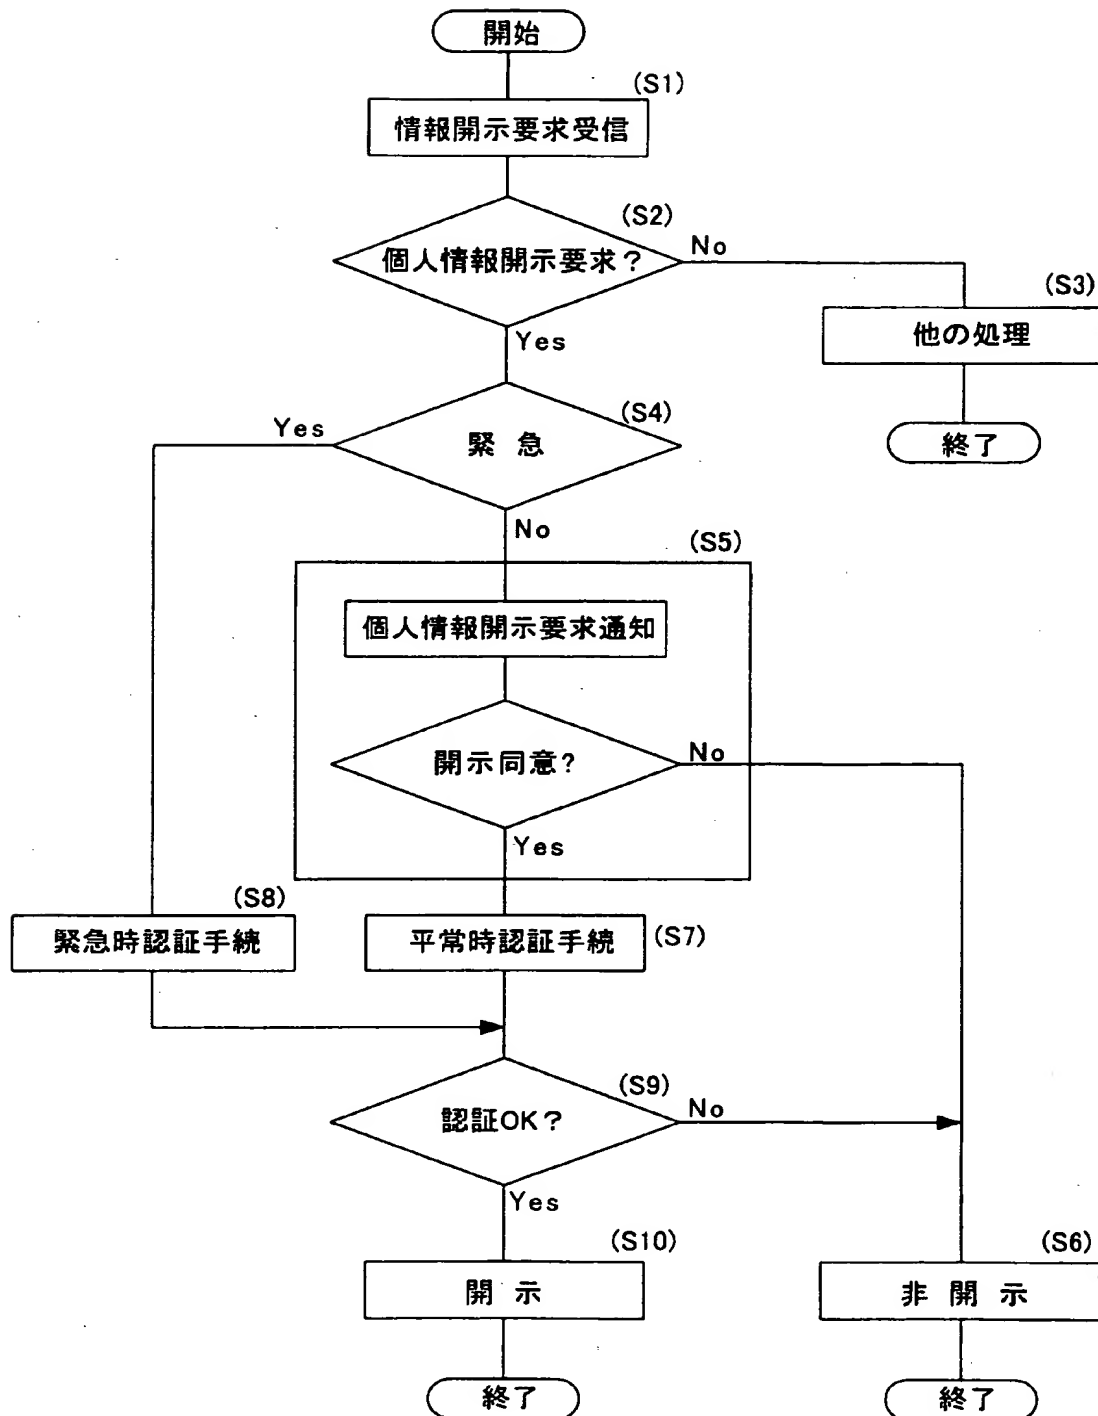 開始
(S1)
情報開示要求受信
(S2)
個人情報開示要求？
No
(S3)
他の処理
Yes
(S4)
Yes
緊 急
終了
No
(S5)
個人情報開示要求通知
開示同意?
No
Yes
(S8)
緊急時認証手続
平常時認証手続
(S7)
(S9)
認証OK？
No
Yes
(S10)
(S6)
開 示
非 開 示
終了
終了